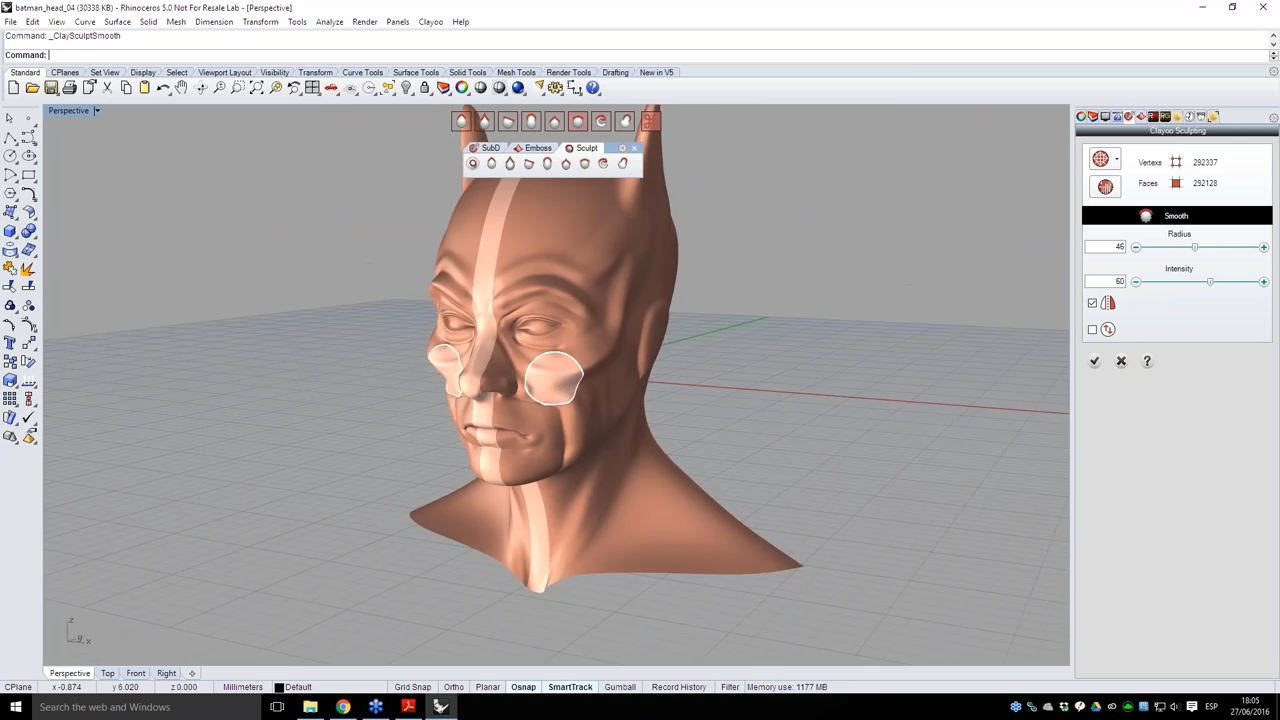 batman_head_04 (30338 KB) - Rhinoceros 5.0 Not For Resale Lab - [Perspective]
File Edit View Curve Surface Solid Mesh Dimension Transform Tools Analyze Render Panels Clayoo Help
Command: _ClaySculptSmooth
Command:
Standard CPlanes Set View Display Select Viewport Layout Visibility Transform Curve Tools Surface Tools Solid Tools Mesh Tools Render Tools Drafting New in V5
Perspective
SubD Emboss Sculpt
Clayoo Sculpting
Vertexs 292337
Faces 292128
Smooth
Radius
46
Intensity
60
z
y x
Perspective Top Front Right
CPlane x -0.874 y 6.020 z 0.000 Millimeters Default Grid Snap Ortho Planar Osnap SmartTrack Gumball Record History Filter Memory use: 1177 MB
Search the web and Windows
ESP
18:05
27/06/2016